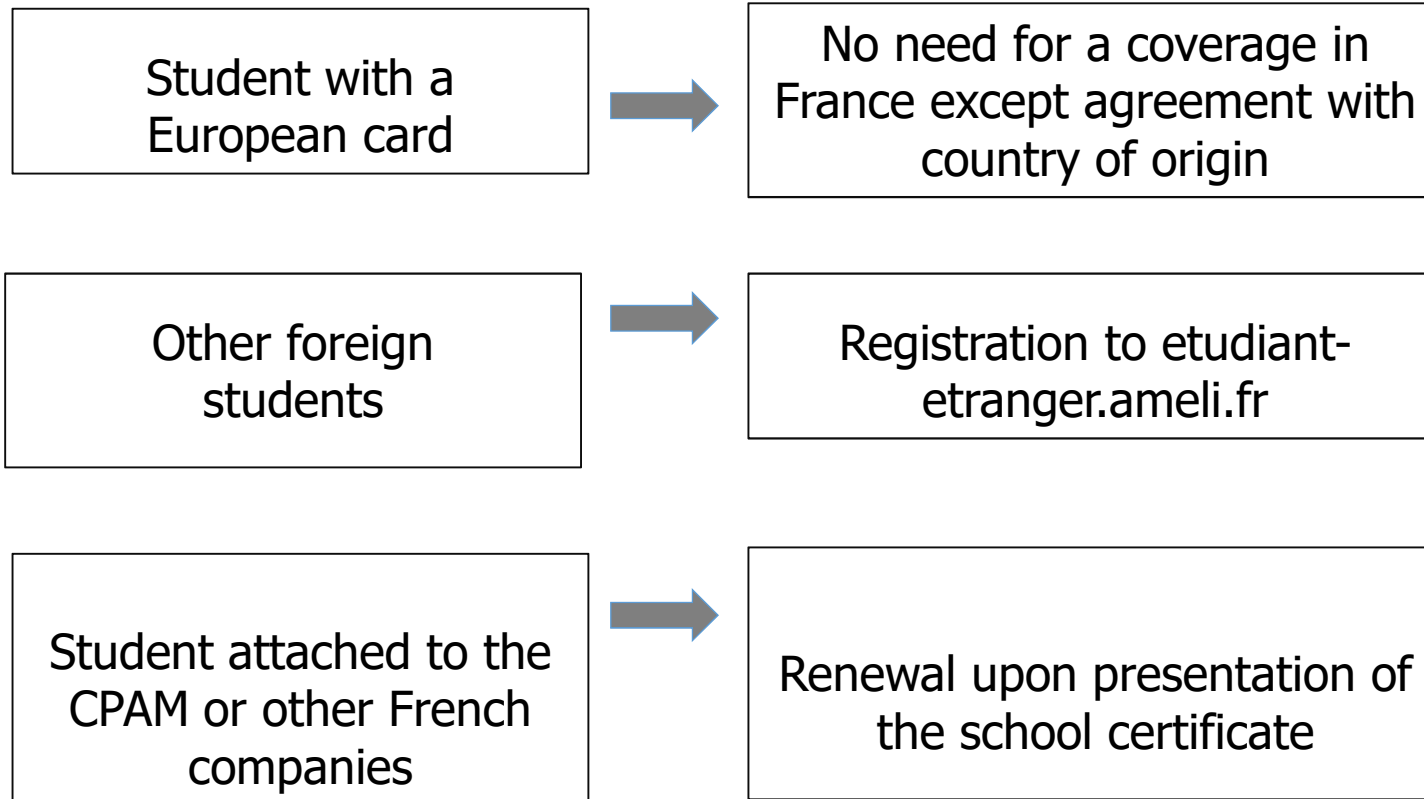 Student with a
European card
No need for a coverage in
France except agreement with
country of origin
Other foreign
students
Registration to etudiant-
etranger.ameli.fr
Student attached to the
CPAM or other French
companies
Renewal upon presentation of
the school certificate